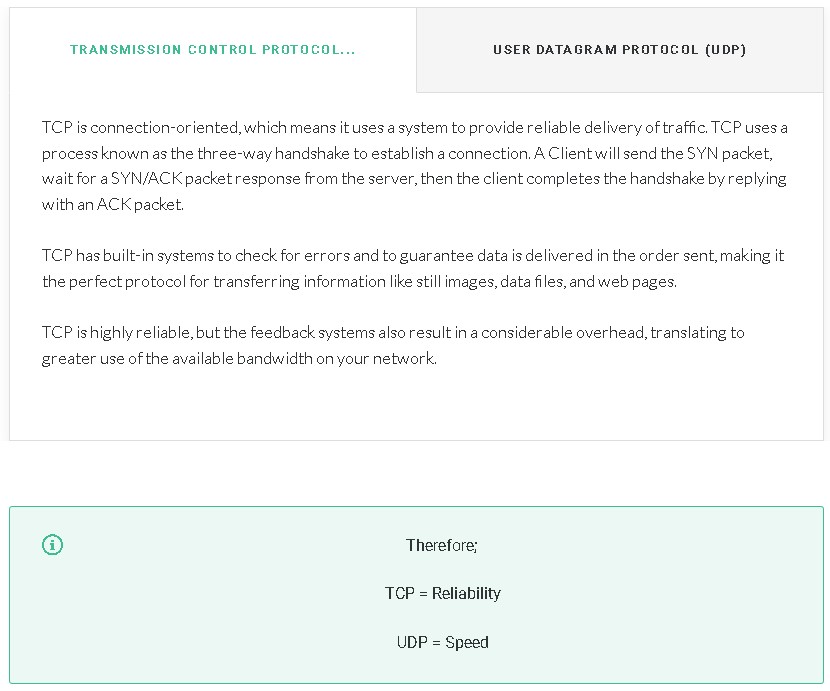 TRANSMISSION CONTROL PROTOCOL...
USER DATAGRAM PROTOCOL (UDP)
TCP is connection-oriented, which means it uses a system to provide reliable delivery of traffic. TCP uses a
process known as the three-way handshake to establish a connection. A Client will send the SYN packet,
wait for a SYN/ACK packet response from the server, then the client completes the handshake by replying
with an ACK packet.
TCP has built-in systems to check for errors and to guarantee data is delivered in the order sent, making it
the perfect protocol for transferring information like still images, data files, and web pages.
TCP is highly reliable, but the feedback systems also result in a considerable overhead, translating to
greater use of the available bandwidth on your network.
Therefore;
TCP = Reliability
UDP = Speed